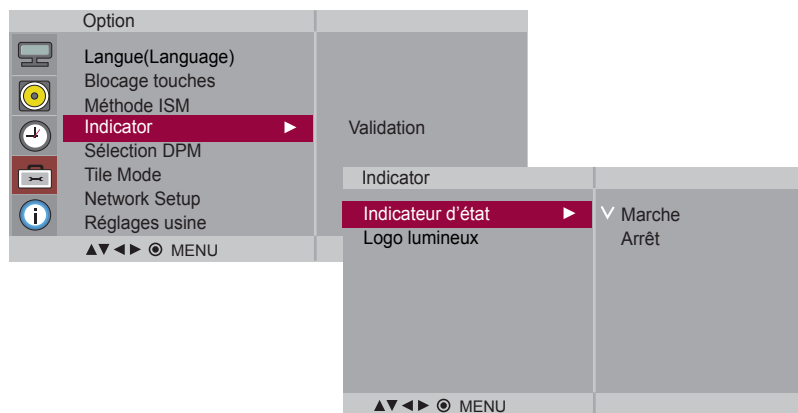 Option
Langue(Language)
Blocage touches
Méthode ISM
Indicator ► Validation
Sélection DPM
Tile Mode
Network Setup
Réglages usine
▲▼◄► ◉ MENU
Indicator
Indicateur d'état ► ✓ Marche
Logo lumineux Arrêt
▲▼◄► ◉ MENU